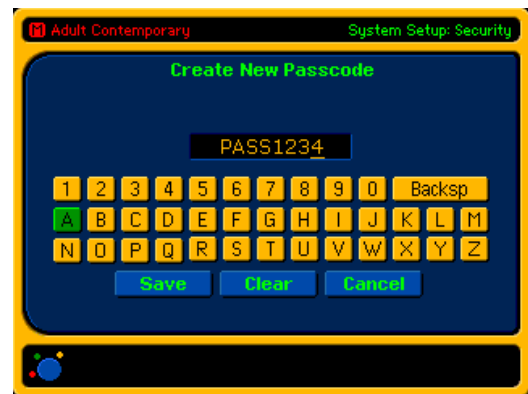 M Adult Contemporary System Setup: Security
Create New Passcode
PASS1234
1 2 3 4 5 6 7 8 9 0 Backsp
A B C D E F G H I J K L M
N O P Q R S T U V W X Y Z
Save Clear Cancel